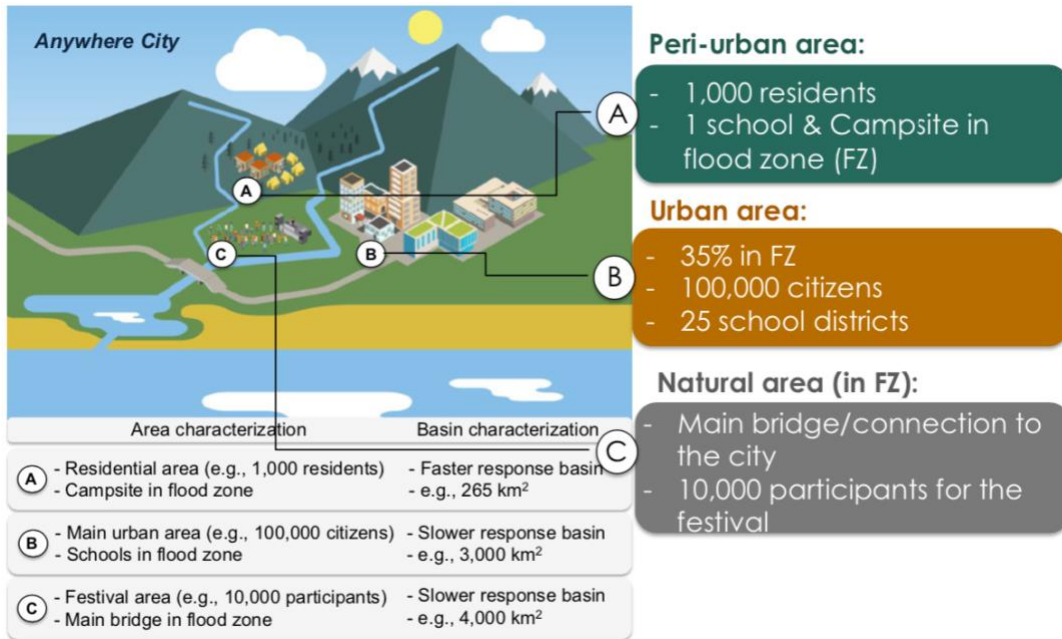 Anywhere City
A
C
B
Area characterization Basin characterization
A
- Residential area (e.g., 1,000 residents) - Faster response basin
- Campsite in flood zone - e.g., 265 km²
B
- Main urban area (e.g., 100,000 citizens) - Slower response basin
- Schools in flood zone - e.g., 3,000 km²
C
- Festival area (e.g., 10,000 participants) - Slower response basin
- Main bridge in flood zone - e.g., 4,000 km²
Peri-urban area:
A
- 1,000 residents
- 1 school & Campsite in
flood zone (FZ)
Urban area:
B
- 35% in FZ
- 100,000 citizens
- 25 school districts
Natural area (in FZ):
C
- Main bridge/connection to
the city
- 10,000 participants for the
festival